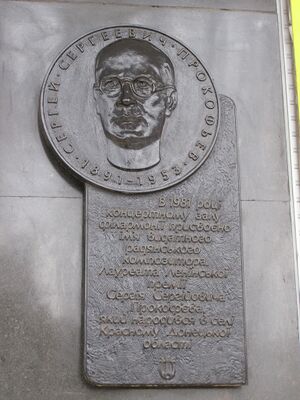 СЕРГЕЙ · СЕРГЕЕВИЧ · ПРОКОФЬЕВ
1891-1953
В 1981 році
концертному залу
філармонії присвоєно
ім'я видатного
радянського
композитора,
Лауреата Ленінської
премії
Сергія Сергійовича
Прокоф'єва,
який народився в селі
Красному Донецької
області